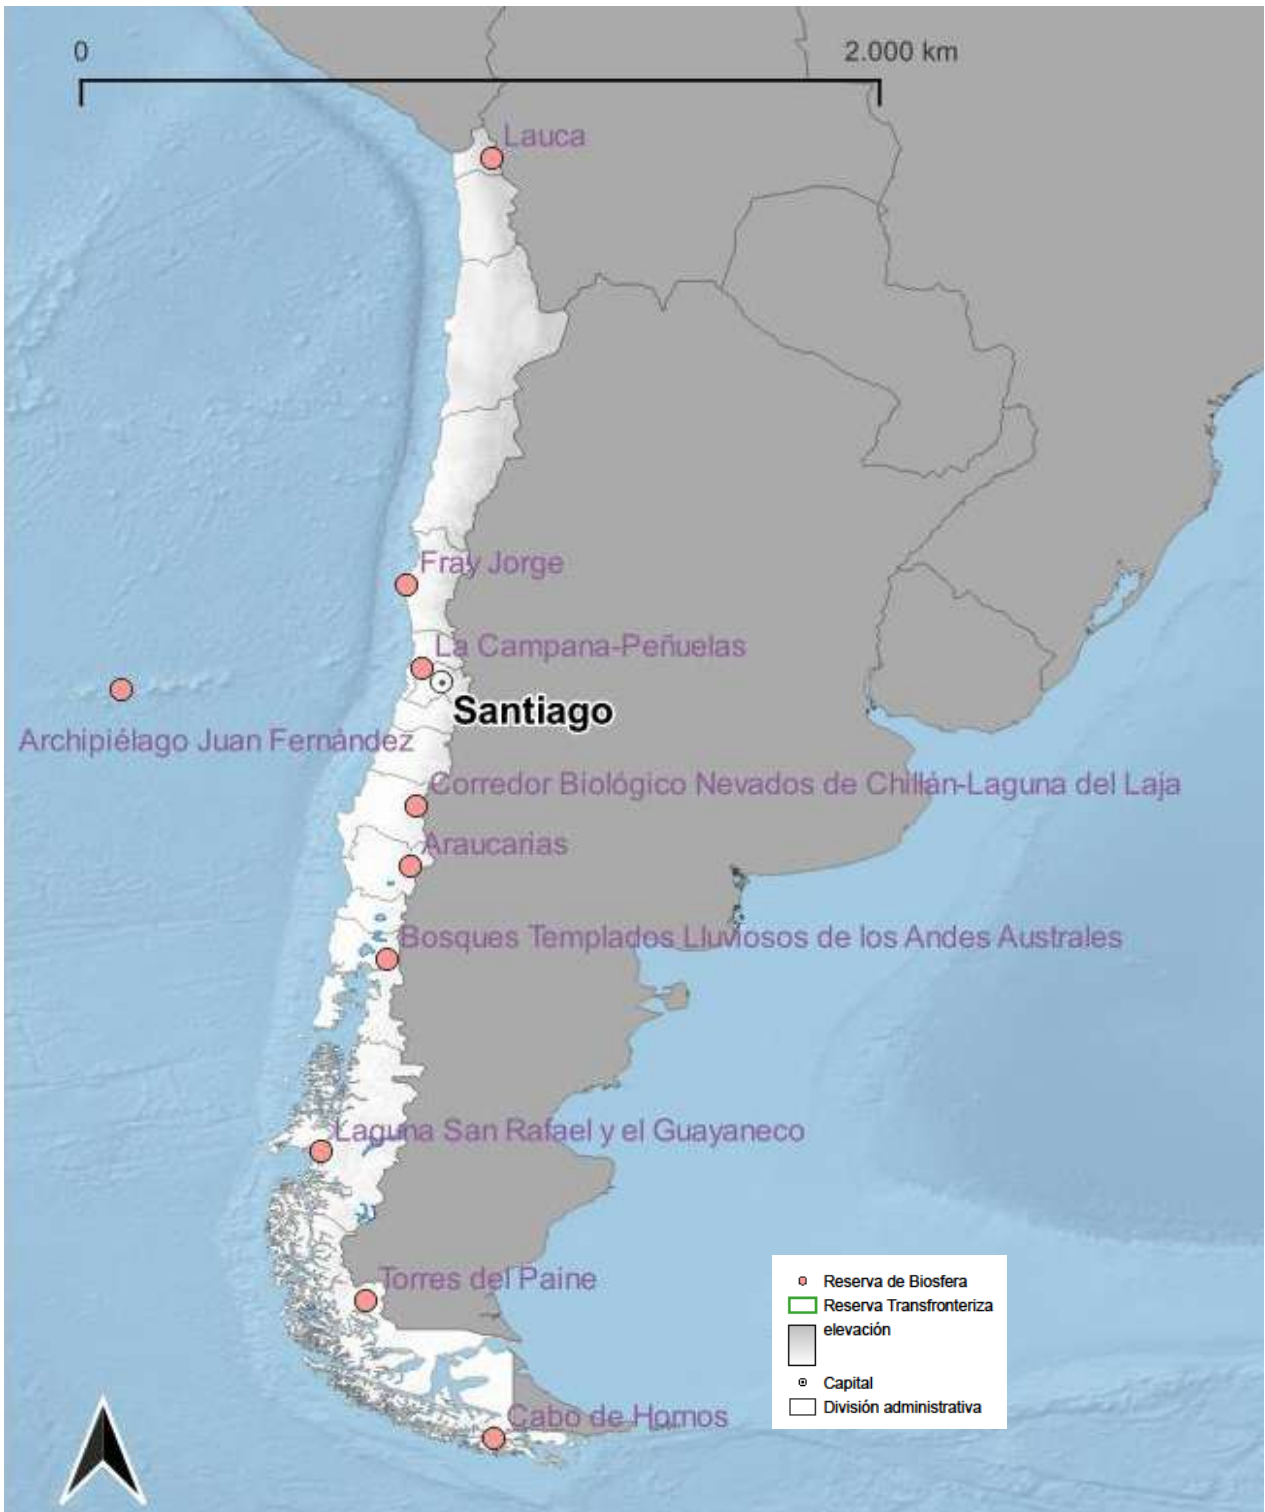 0
2.000 km
Lauca
Fray Jorge
La Campana-Peñuelas
Santiago
Archipiélago Juan Fernández
Corredor Biológico Nevados de Chillán-Laguna del Laja
Araucarias
Bosques Templados Lluviosos de los Andes Australes
Laguna San Rafael y el Guayaneco
Torres del Paine
Cabo de Hornos
Reserva de Biosfera
Reserva Transfronteriza
elevación
Capital
División administrativa